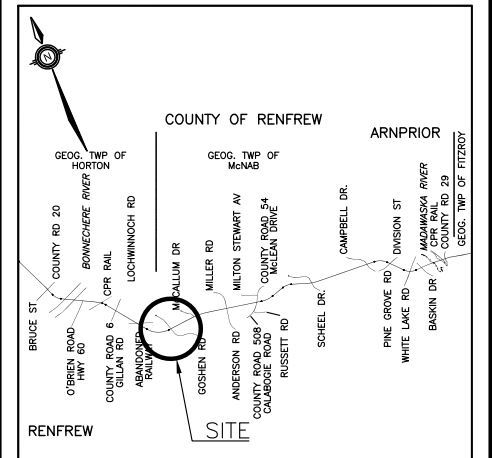 N
COUNTY OF RENFREW
ARNPRIOR
GEOG. TWP OF
HORTON
GEOG. TWP OF
McNAB
GEOG. TWP OF FITZROY
COUNTY RD 20
BONNECHERE RIVER
CPR RAIL
LOCHWINNOCH RD
McCALLUM DR
MILLER RD
MILTON STEWART AV
COUNTY ROAD 54
McLEAN DRIVE
CAMPBELL DR.
DIVISION ST
MADAWASKA RIVER
CPR RAIL
COUNTY RD 29
BRUCE ST
O'BRIEN ROAD
HWY 60
COUNTY ROAD 6
GILLAN RD
ABANDONED
RAILWAY
GOSHEN RD
ANDERSON RD
COUNTY ROAD 508
CALABOGIE ROAD
RUSSETT RD
SCHEEL DR.
PINE GROVE RD
WHITE LAKE RD
BASKIN DR
RENFREW
SITE